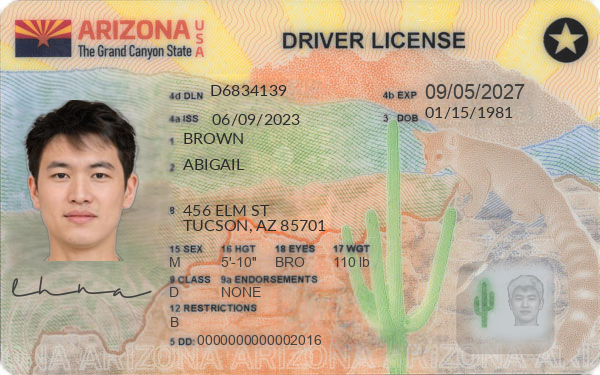 ARIZONA USA
The Grand Canyon State
DRIVER LICENSE
4d DLN D6834139
4b EXP 09/05/2027
4a ISS 06/09/2023
3 DOB 01/15/1981
1 BROWN
2 ABIGAIL
8 456 ELM ST
TUCSON, AZ 85701
15 SEX 16 HGT 18 EYES 17 WGT
M 5'-10" BRO 110 lb
9 CLASS 9a ENDORSEMENTS
D NONE
12 RESTRICTIONS
B
5 DD: 0000000000002016
ARIZONA ARIZONA ARIZONA ARIZONA